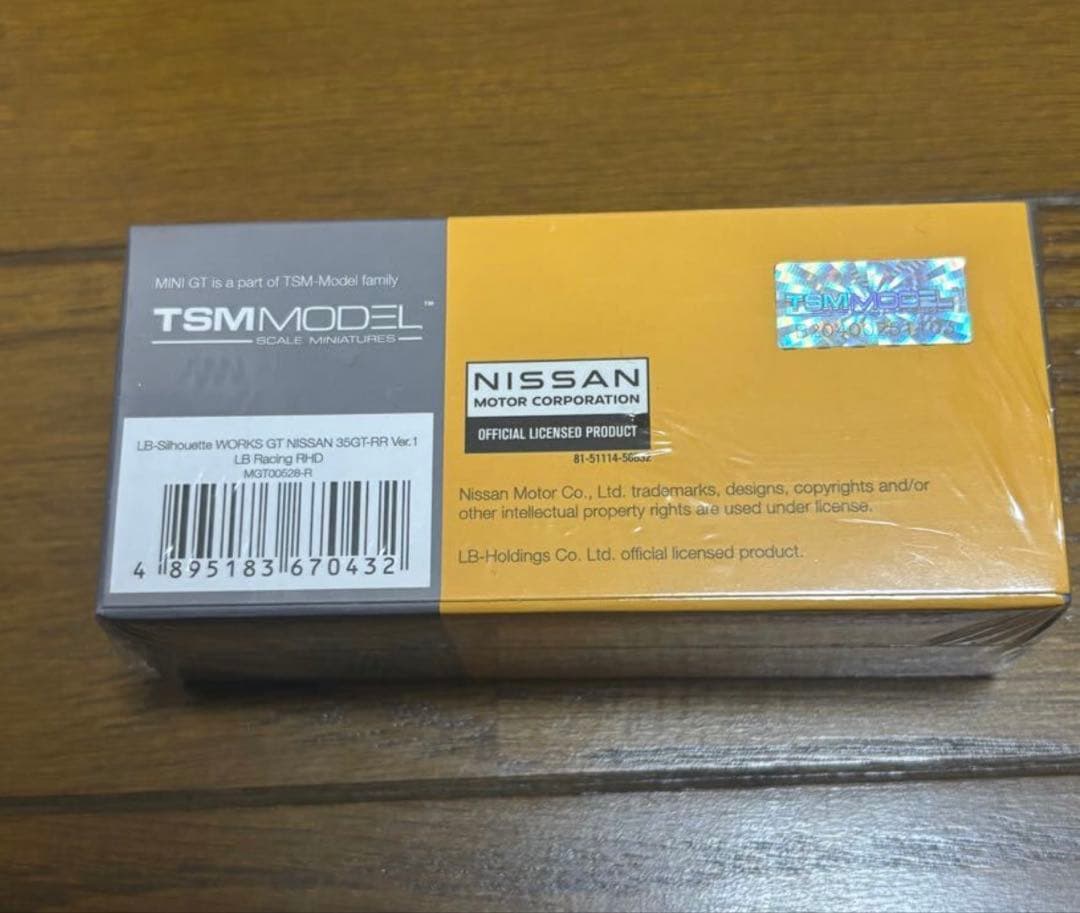 MINI GT is a part of TSM-Model family
TSMMODEL™
SCALE MINIATURES
LB-Silhouette WORKS GT NISSAN 35GT-RR Ver.1
LB Racing RHD
MGT00528-R
4 895183 670432
TSMMODEL
NISSAN
MOTOR CORPORATION
OFFICIAL LICENSED PRODUCT
Nissan Motor Co., Ltd. trademarks, designs, copyrights and/or
other intellectual property rights are used under license.
LB-Holdings Co. Ltd. official licensed product.